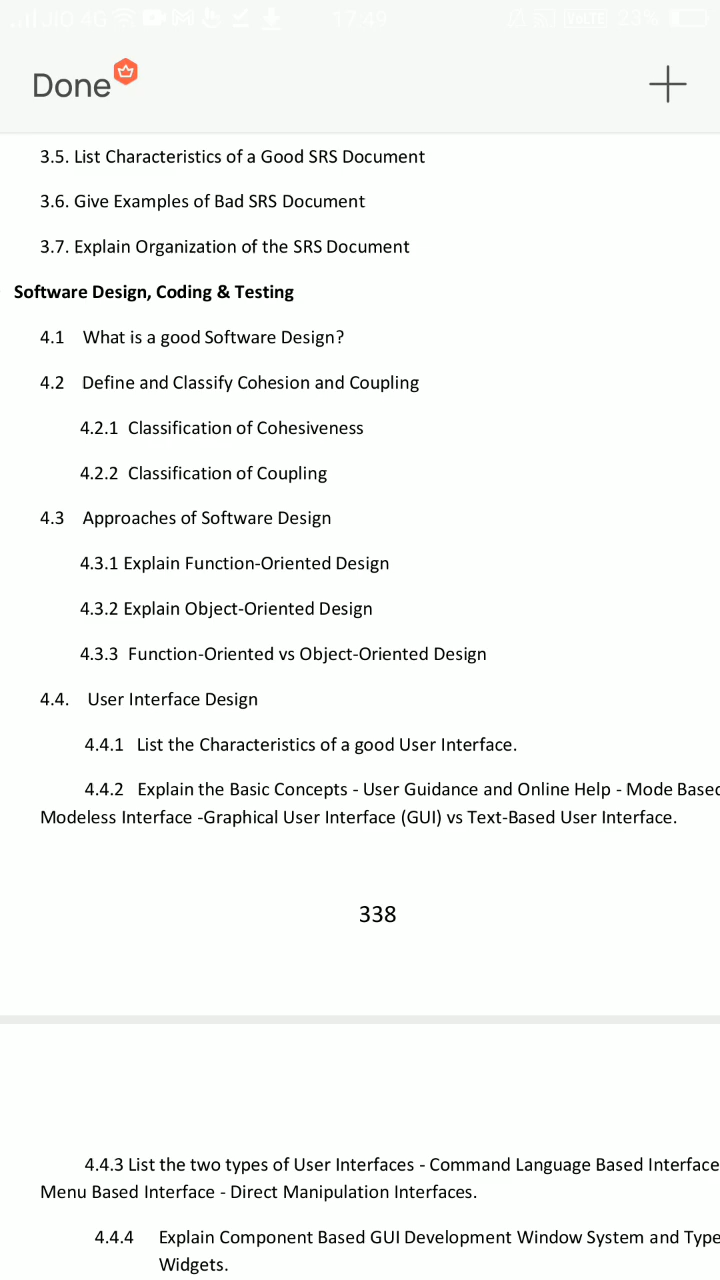 JIO 4G 17:49 VoLTE 23%
Done
3.5. List Characteristics of a Good SRS Document
3.6. Give Examples of Bad SRS Document
3.7. Explain Organization of the SRS Document
Software Design, Coding & Testing
4.1 What is a good Software Design?
4.2 Define and Classify Cohesion and Coupling
4.2.1 Classification of Cohesiveness
4.2.2 Classification of Coupling
4.3 Approaches of Software Design
4.3.1 Explain Function-Oriented Design
4.3.2 Explain Object-Oriented Design
4.3.3 Function-Oriented vs Object-Oriented Design
4.4. User Interface Design
4.4.1 List the Characteristics of a good User Interface.
4.4.2 Explain the Basic Concepts - User Guidance and Online Help - Mode Based
Modeless Interface -Graphical User Interface (GUI) vs Text-Based User Interface.
338
4.4.3 List the two types of User Interfaces - Command Language Based Interface
Menu Based Interface - Direct Manipulation Interfaces.
4.4.4 Explain Component Based GUI Development Window System and Type
Widgets.